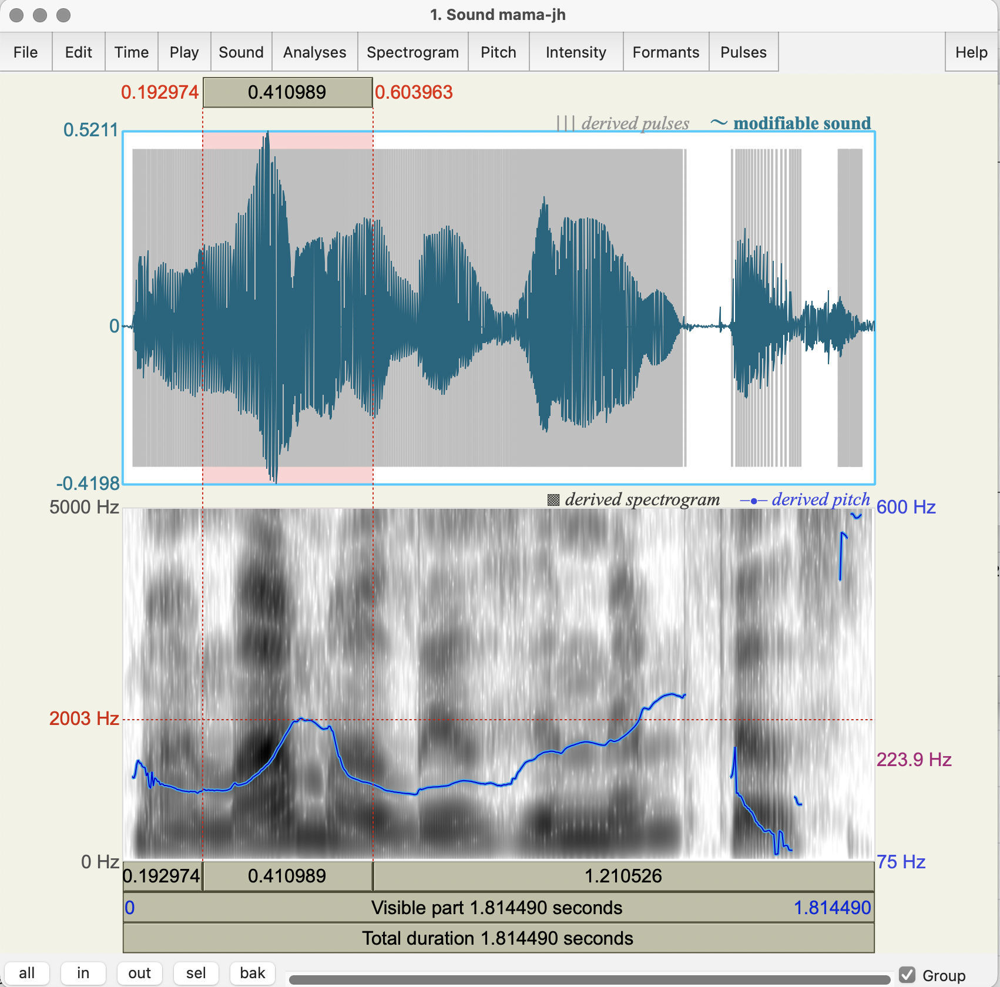 1. Sound mama-jh
File Edit Time Play Sound Analyses Spectrogram Pitch Intensity Formants Pulses Help
0.192974 0.410989 0.603963
derived pulses ~ modifiable sound
0.5211
0
-0.4198
derived spectrogram derived pitch
5000 Hz 600 Hz
2003 Hz
223.9 Hz
0 Hz 75 Hz
0.192974 0.410989 1.210526
0 Visible part 1.814490 seconds 1.814490
Total duration 1.814490 seconds
all in out sel bak Group